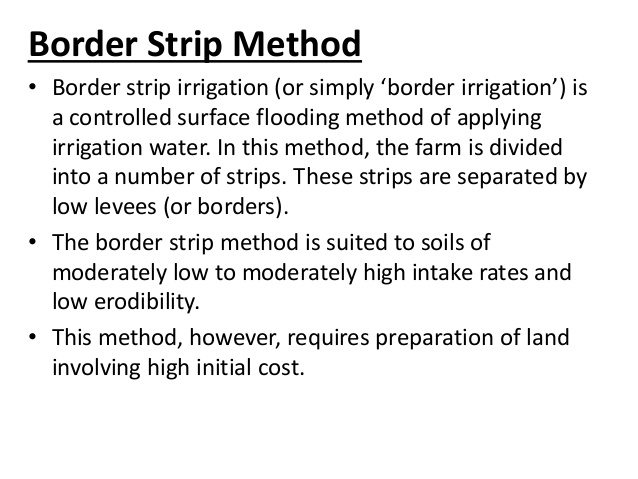 Border Strip Method
• Border strip irrigation (or simply ‘border irrigation’) is
a controlled surface flooding method of applying
irrigation water. In this method, the farm is divided
into a number of strips. These strips are separated by
low levees (or borders).
• The border strip method is suited to soils of
moderately low to moderately high intake rates and
low erodibility.
• This method, however, requires preparation of land
involving high initial cost.